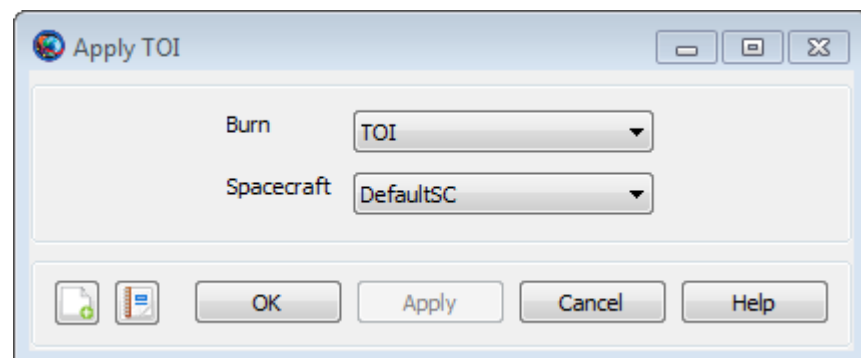 Apply TOI
Burn
TOI
Spacecraft
DefaultSC
OK
Apply
Cancel
Help